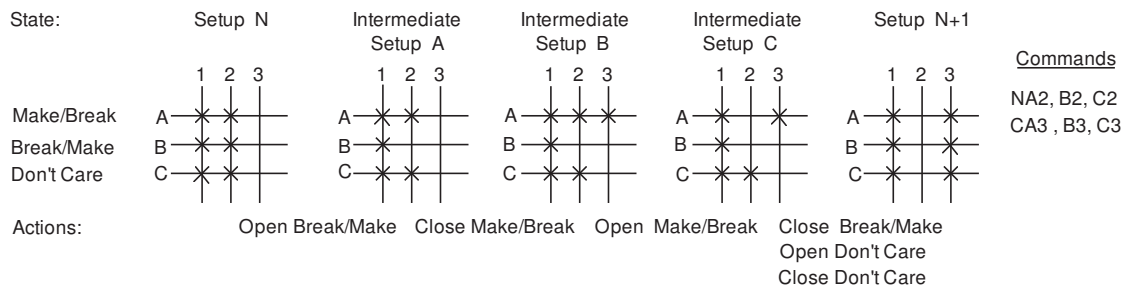 State: Setup N Intermediate Intermediate Intermediate Setup N+1
Setup A Setup B Setup C
Commands
1 2 3 1 2 3 1 2 3 1 2 3 1 2 3
NA2, B2, C2
Make/Break A A A A A
CA3 , B3, C3
Break/Make B B B B B
Don't Care C C C C C
Actions: Open Break/Make Close Make/Break Open Make/Break Close Break/Make
Open Don't Care
Close Don't Care